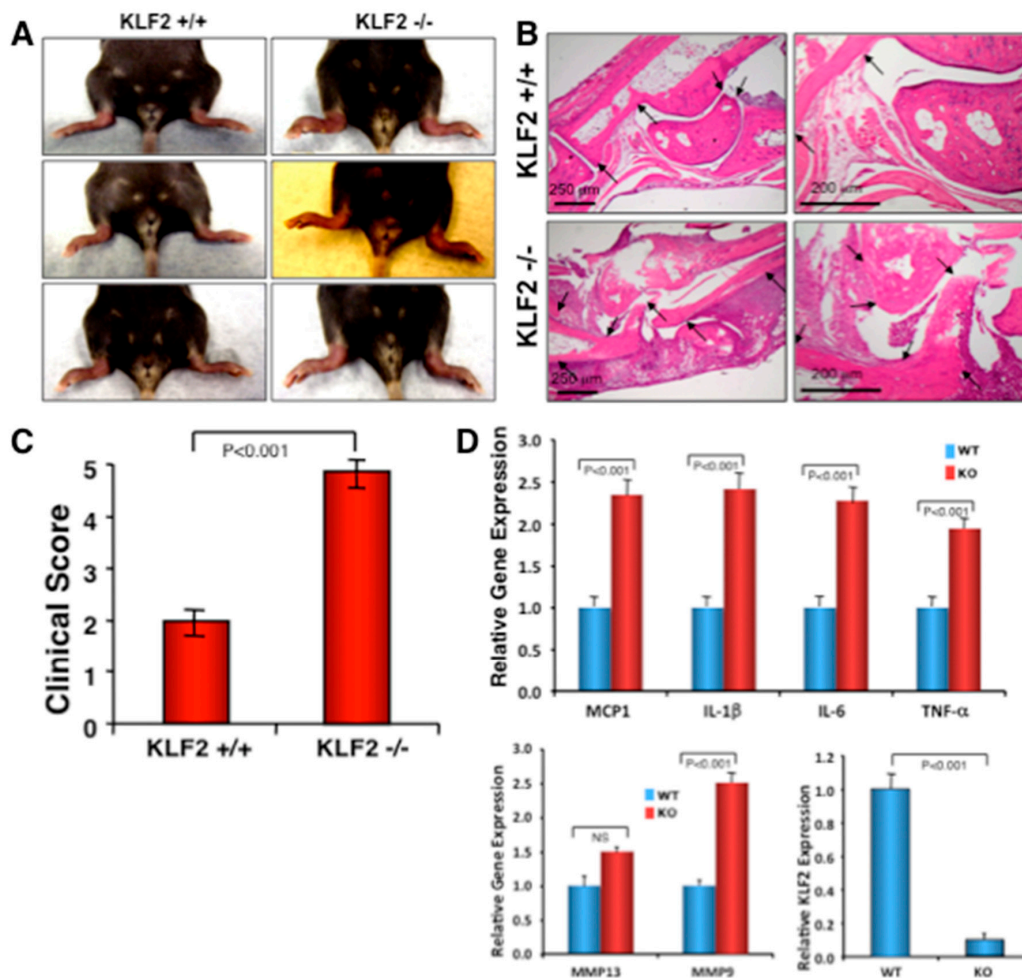 A
KLF2 +/+
KLF2 -/-
B
KLF2 +/+
250 μm
200 μm
KLF2 -/-
250 μm
200 μm
C
P<0.001
Clinical Score
5
4
3
2
1
0
KLF2 +/+
KLF2 -/-
D
Relative Gene Expression
3.0
2.5
2.0
1.5
1.0
0.5
0.0
WT
KO
P<0.001
P<0.001
P<0.001
P<0.001
MCP1
IL-1β
IL-6
TNF-α
Relative Gene Expression
3.0
2.5
2.0
1.5
1.0
0.5
0.0
WT
KO
NS
P<0.001
MMP13
MMP9
Relative KLF2 Expression
1.2
1.0
0.8
0.6
0.4
0.2
0.0
P<0.001
WT
KO